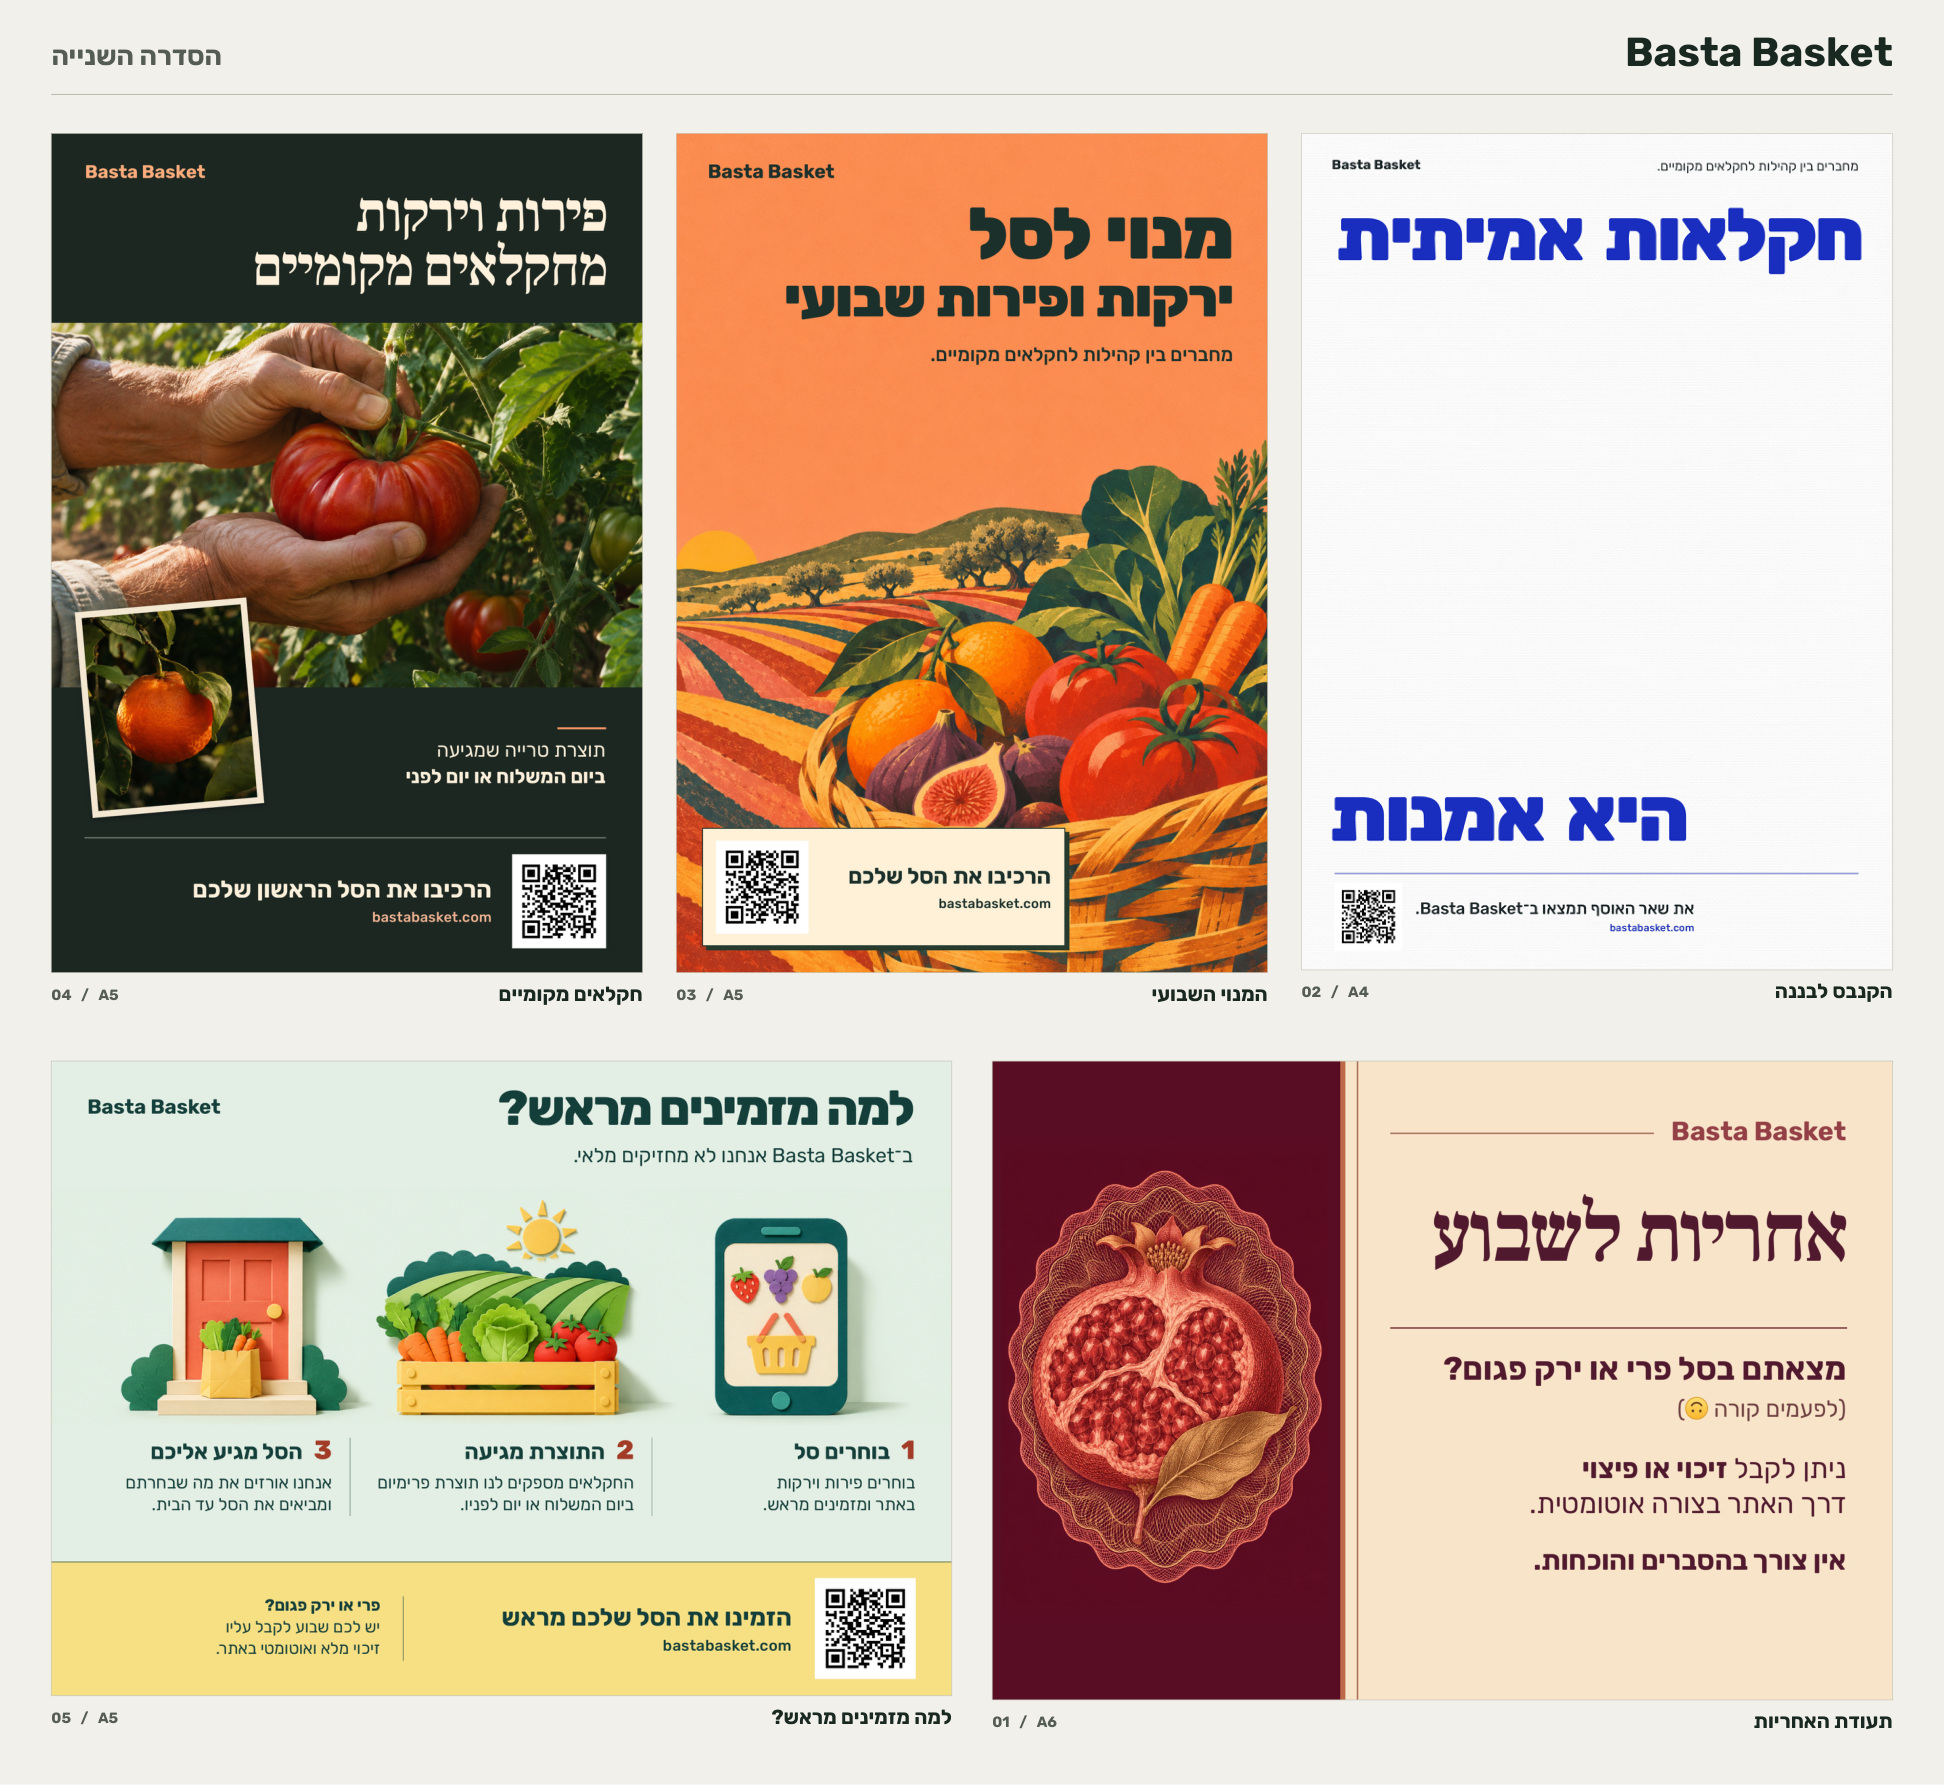 Basta Basket
הסדרה השנייה
Basta Basket
מחברים בין קהילות לחקלאים מקומיים.
חקלאות אמיתית
היא אמנות
את שאר האוסף תמצאו ב־Basta Basket.
bastabasket.com
הקנבס לבננה
02 / A4
Basta Basket
מנוי לסל
ירקות ופירות שבועי
מחברים בין קהילות לחקלאים מקומיים.
הרכיבו את הסל שלכם
bastabasket.com
המנוי השבועי
03 / A5
Basta Basket
פירות וירקות
מחקלאים מקומיים
תוצרת טרייה שמגיעה
ביום המשלוח או יום לפני
הרכיבו את הסל הראשון שלכם
bastabasket.com
חקלאים מקומיים
04 / A5
Basta Basket
אחריות לשבוע
מצאתם בסל פרי או ירק פגום?
(לפעמים קורה 🙃)
ניתן לקבל זיכוי או פיצוי
דרך האתר בצורה אוטומטית.
אין צורך בהסברים והוכחות.
תעודת האחריות
01 / A6
למה מזמינים מראש?
Basta Basket
ב־Basta Basket אנחנו לא מחזיקים מלאי.
1 בוחרים סל
בוחרים פירות וירקות
באתר ומזמינים מראש.
2 התוצרת מגיעה
החקלאים מספקים לנו תוצרת פרימיום
ביום המשלוח או יום לפניו.
3 הסל מגיע אליכם
אנחנו אורזים את מה שבחרתם
ומביאים את הסל עד הבית.
הזמינו את הסל שלכם מראש
bastabasket.com
פרי או ירק פגום?
יש לכם שבוע לקבל עליו
זיכוי מלא ואוטומטי באתר.
למה מזמינים מראש?
05 / A5